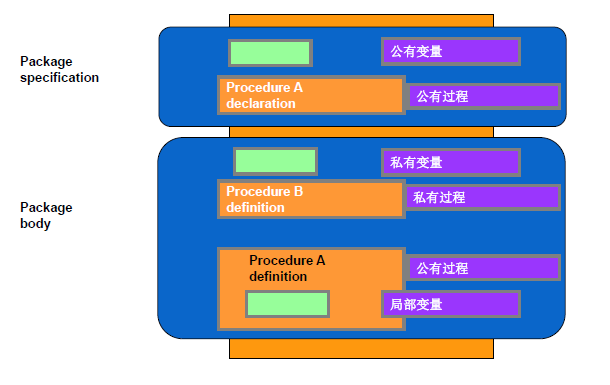 Package
specification
公有变量
Procedure A
declaration
公有过程
Package
body
私有变量
Procedure B
definition
私有过程
Procedure A
definition
公有过程
局部变量